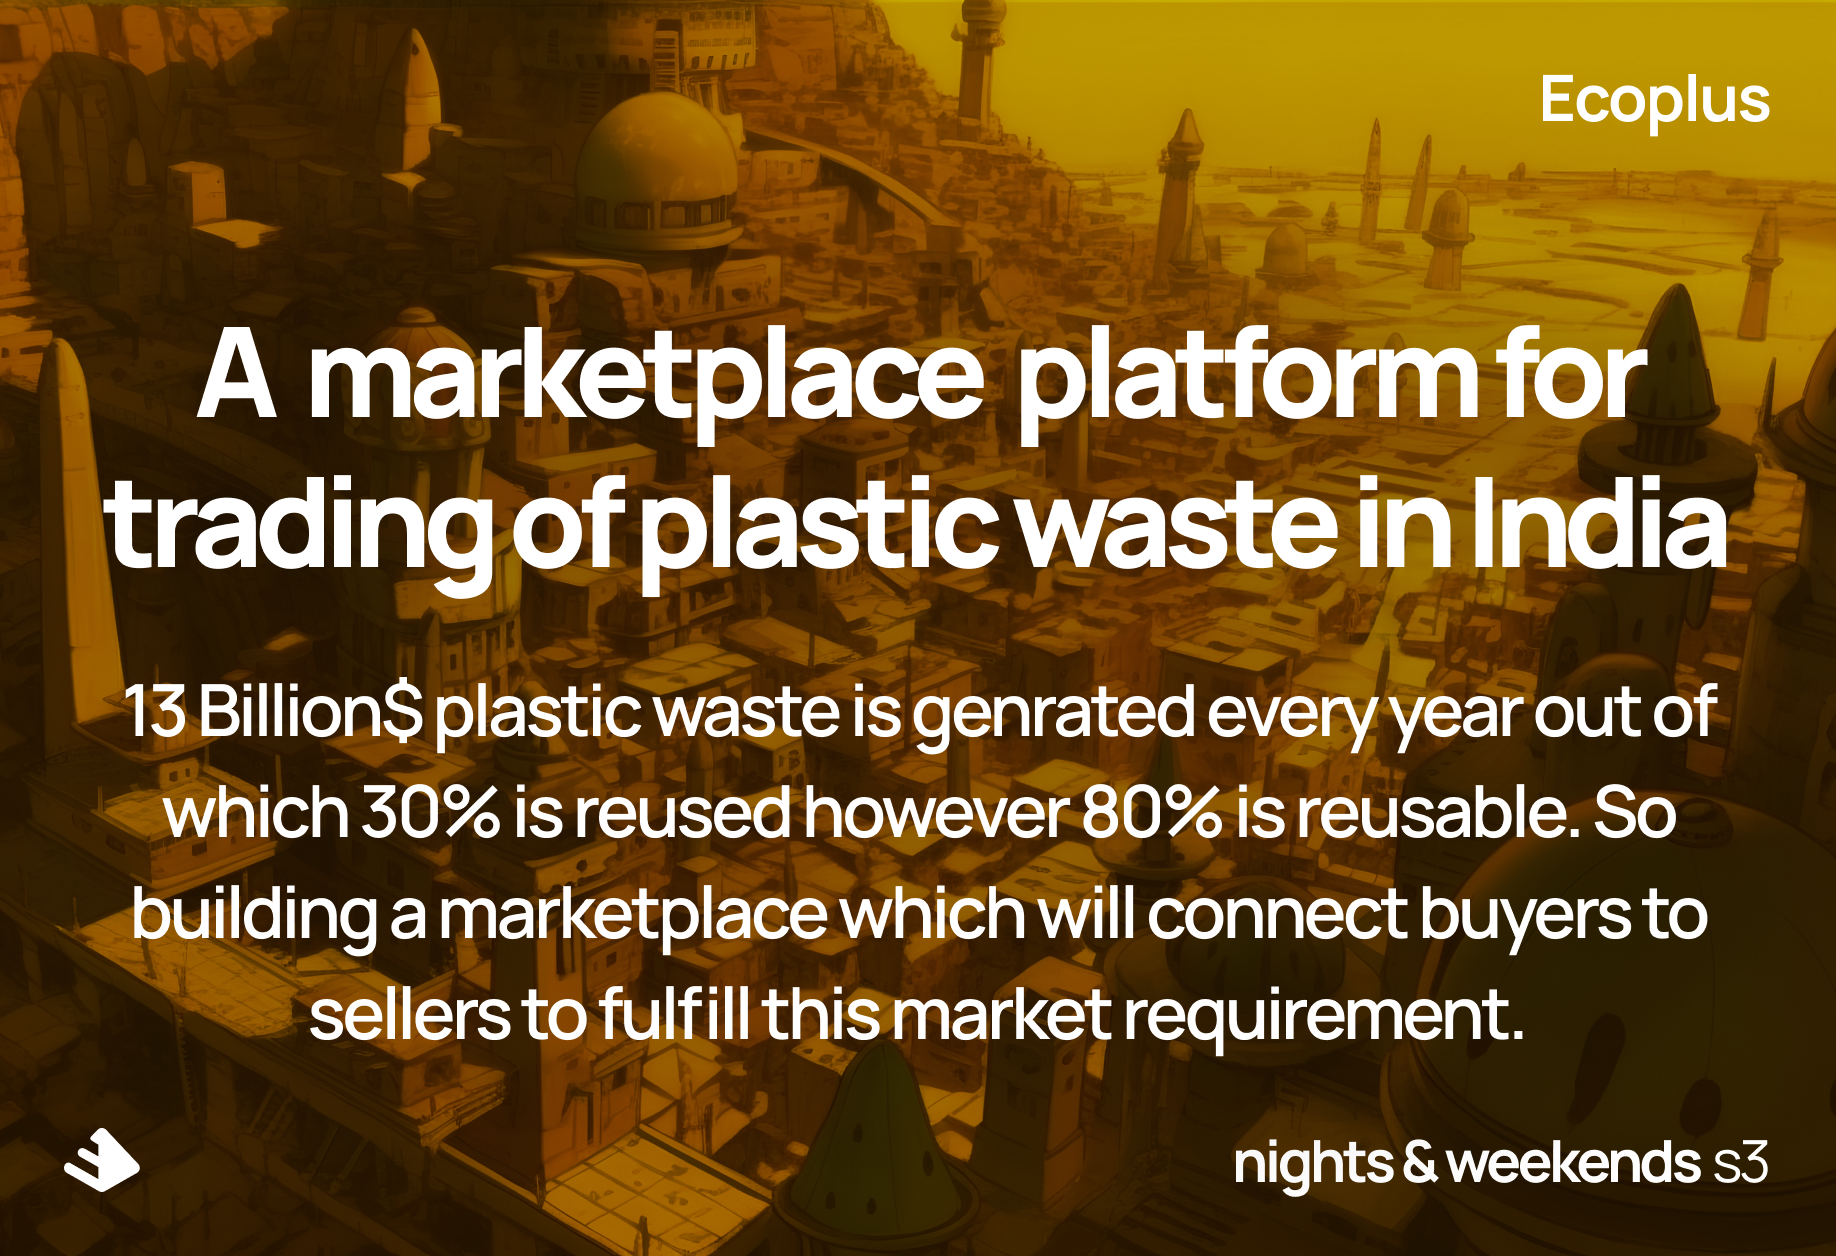 Ecoplus
A marketplace platform for
trading of plastic waste in India
13 Billion$ plastic waste is genrated every year out of
which 30% is reused however 80% is reusable. So
building a marketplace which will connect buyers to
sellers to fulfill this market requirement.
nights & weekends s3